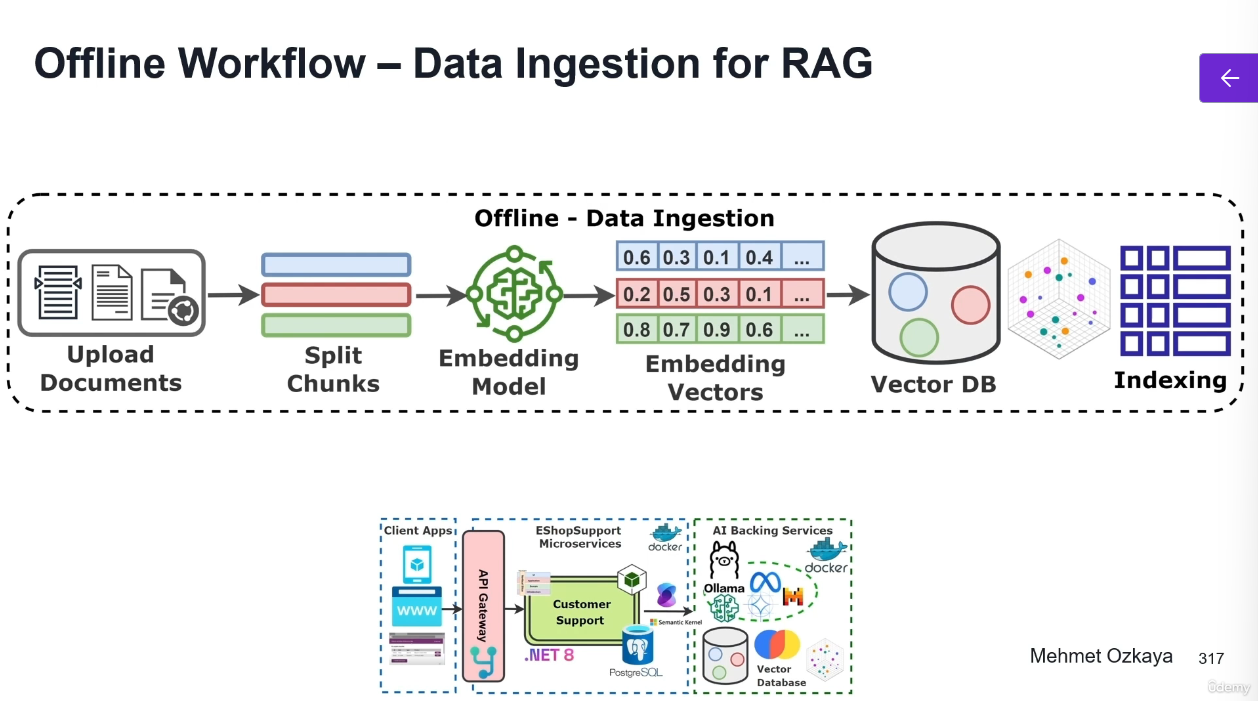 Offline Workflow – Data Ingestion for RAG
Offline - Data Ingestion
0.6 0.3 0.1 0.4 ...
0.2 0.5 0.3 0.1 ...
0.8 0.7 0.9 0.6 ...
Upload
Documents
Split
Chunks
Embedding
Model
Embedding
Vectors
Vector DB
Indexing
Client Apps
WWW
API Gateway
EShopSupport
Microservices
docker
Customer
Support
.NET 8
PostgreSQL
Semantic Kernel
AI Backing Services
docker
Ollama
Vector
Database
Mehmet Ozkaya
317
ûdemy